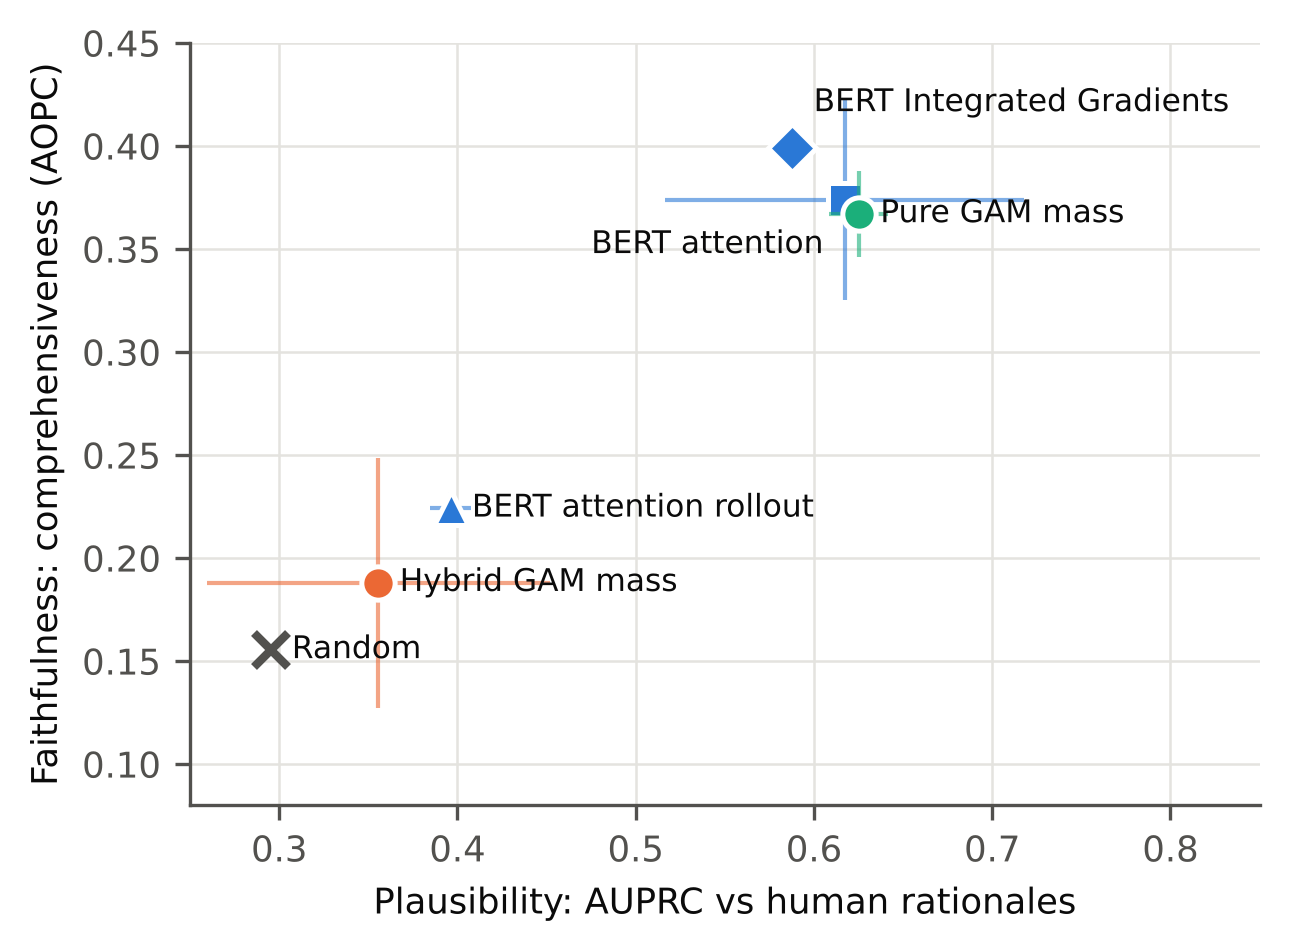 Faithfulness: comprehensiveness (AOPC)
0.45
0.40
0.35
0.30
0.25
0.20
0.15
0.10
BERT Integrated Gradients
Pure GAM mass
BERT attention
BERT attention rollout
Hybrid GAM mass
Random
0.3 0.4 0.5 0.6 0.7 0.8
Plausibility: AUPRC vs human rationales